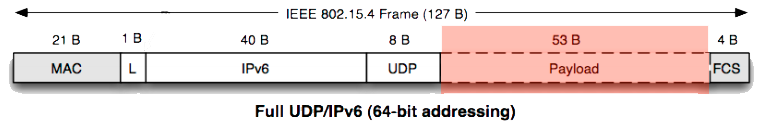 IEEE 802.15.4 Frame (127 B)
21 B 1 B 40 B 8 B 53 B 4 B
MAC L IPv6 UDP Payload FCS
Full UDP/IPv6 (64-bit addressing)